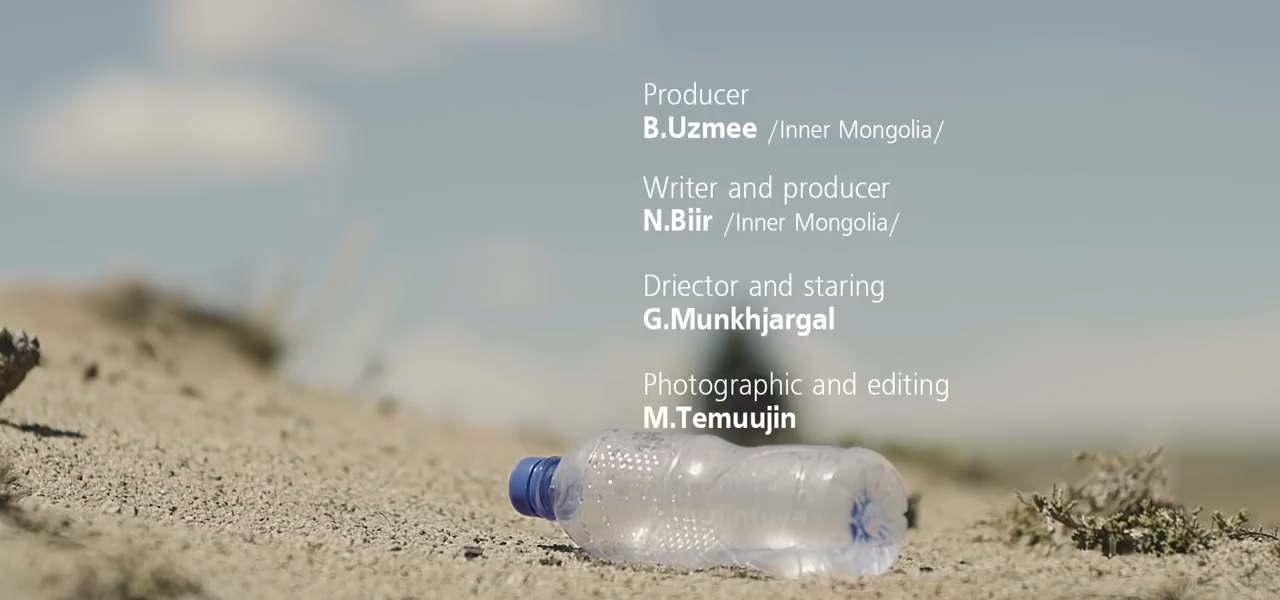 Producer
B.Uzmee /Inner Mongolia/
Writer and producer
N.Biir /Inner Mongolia/
Driector and staring
G.Munkhjargal
Photographic and editing
M.Temuujin